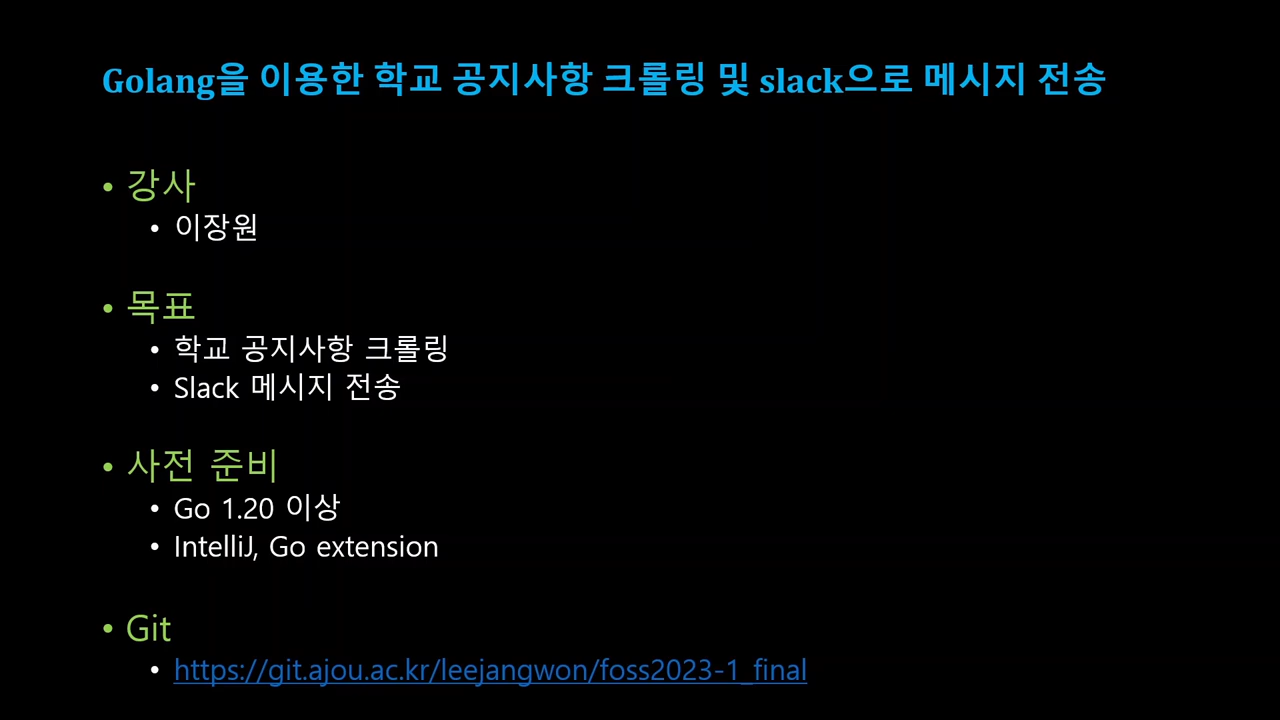 Golang을 이용한 학교 공지사항 크롤링 및 slack으로 메시지 전송
• 강사
• 이장원
• 목표
• 학교 공지사항 크롤링
• Slack 메시지 전송
• 사전 준비
• Go 1.20 이상
• IntelliJ, Go extension
• Git
• https://git.ajou.ac.kr/leejangwon/foss2023-1_final